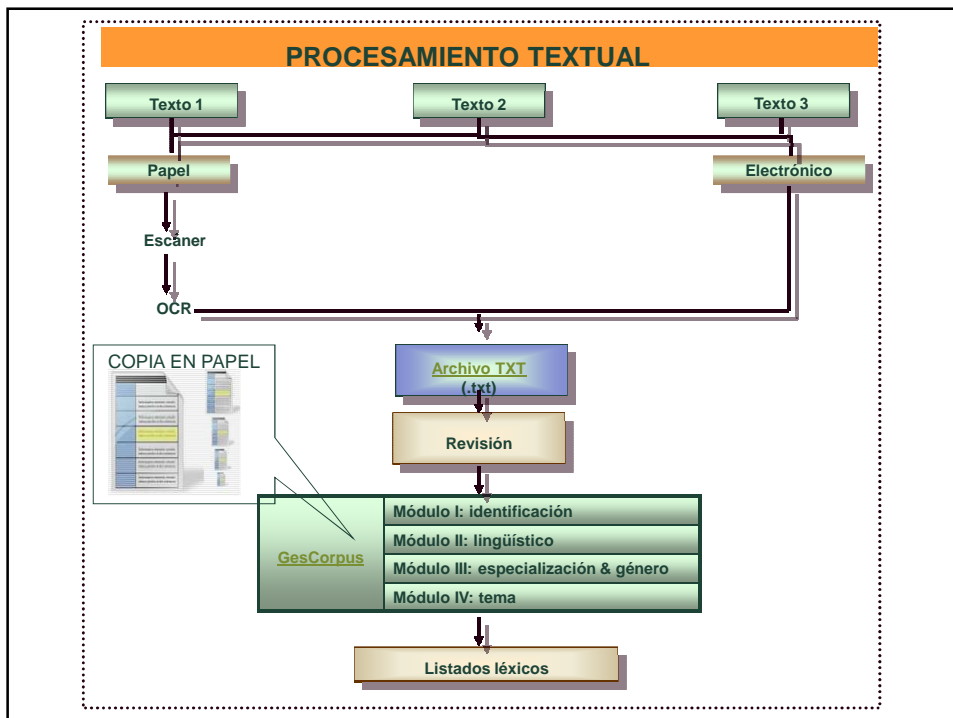 PROCESAMIENTO TEXTUAL
Texto 1
Texto 2
Texto 3
Papel
Electrónico
Escáner
OCR
COPIA EN PAPEL
Archivo TXT
(.txt)
Revisión
GesCorpus
Módulo I: identificación
Módulo II: lingüístico
Módulo III: especialización & género
Módulo IV: tema
Listados léxicos